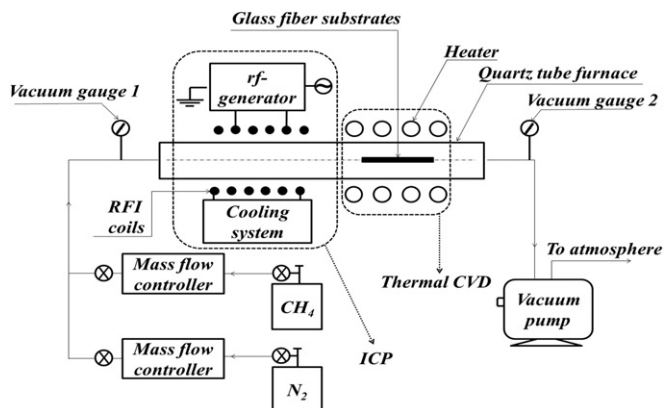 Glass fiber substrates
Heater
Quartz tube furnace
rf-
generator
Vacuum gauge 1
Vacuum gauge 2
RFI
coils
Cooling
system
To atmosphere
Mass flow
controller
CH4
Thermal CVD
Vacuum
pump
ICP
Mass flow
controller
N2